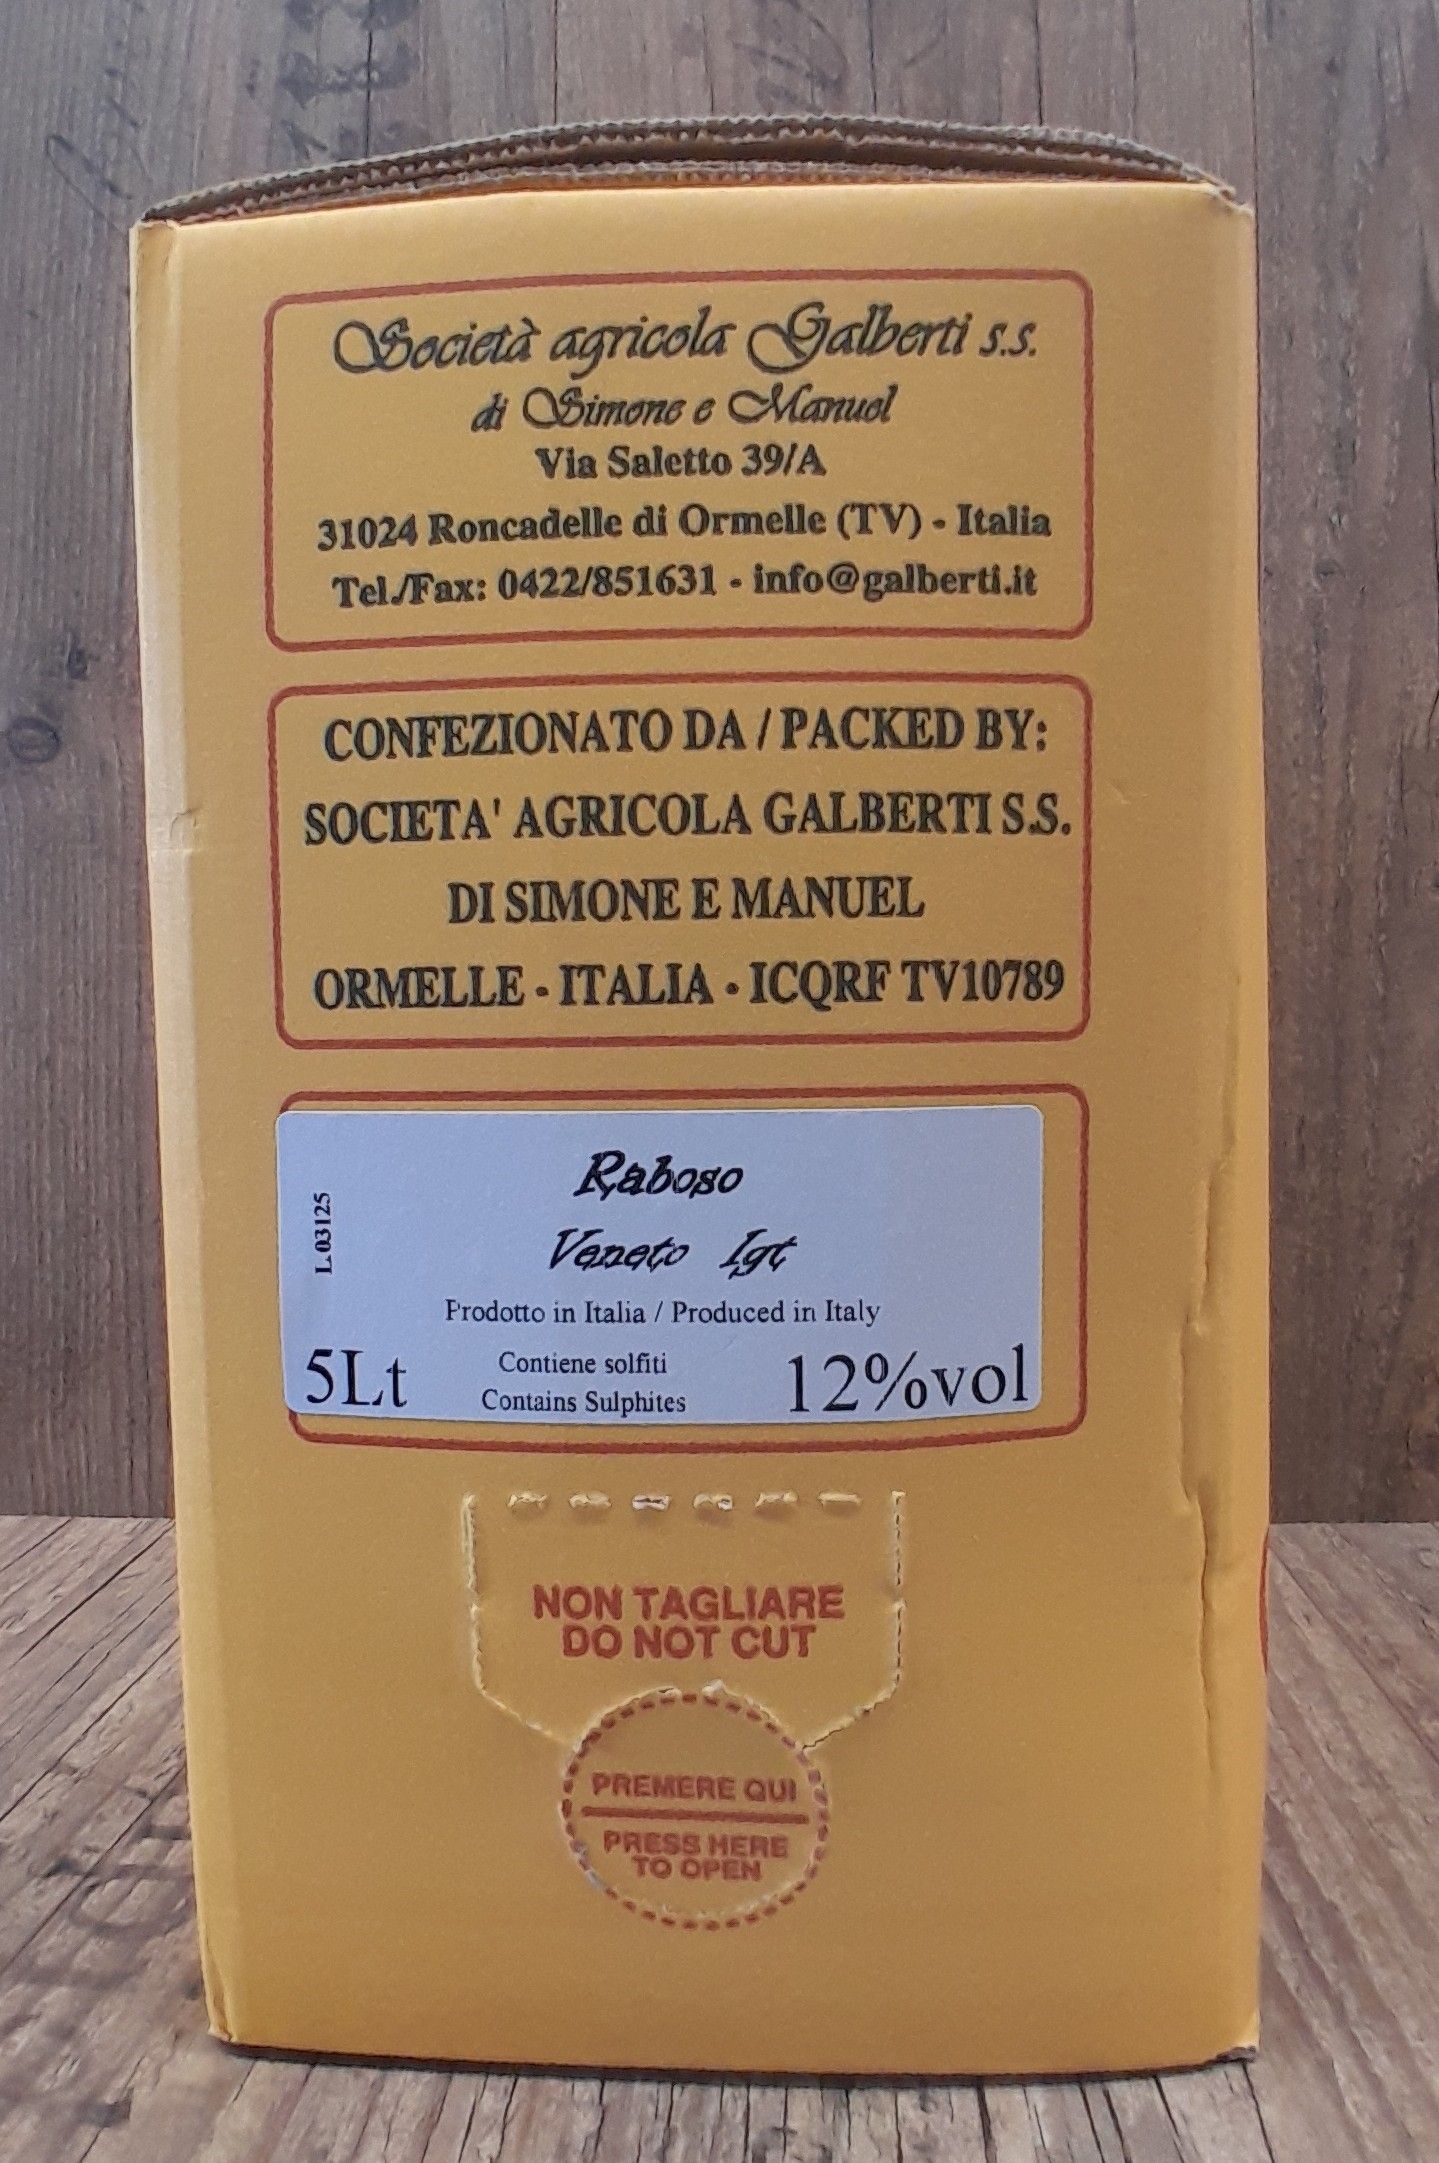 Società agricola Galberti s.s.
di Simone e Manuel
Via Saletto 39/A
31024 Roncadelle di Ormelle (TV) - Italia
Tel./Fax: 0422/851631 - info@galberti.it
CONFEZIONATO DA / PACKED BY:
SOCIETA' AGRICOLA GALBERTI S.S.
DI SIMONE E MANUEL
ORMELLE - ITALIA - ICQRF TV10789
Raboso
Veneto Igt
L.03125
Prodotto in Italia / Produced in Italy
5Lt
Contiene solfiti
Contains Sulphites
12%vol
NON TAGLIARE
DO NOT CUT
PREMERE QUI
PRESS HERE
TO OPEN